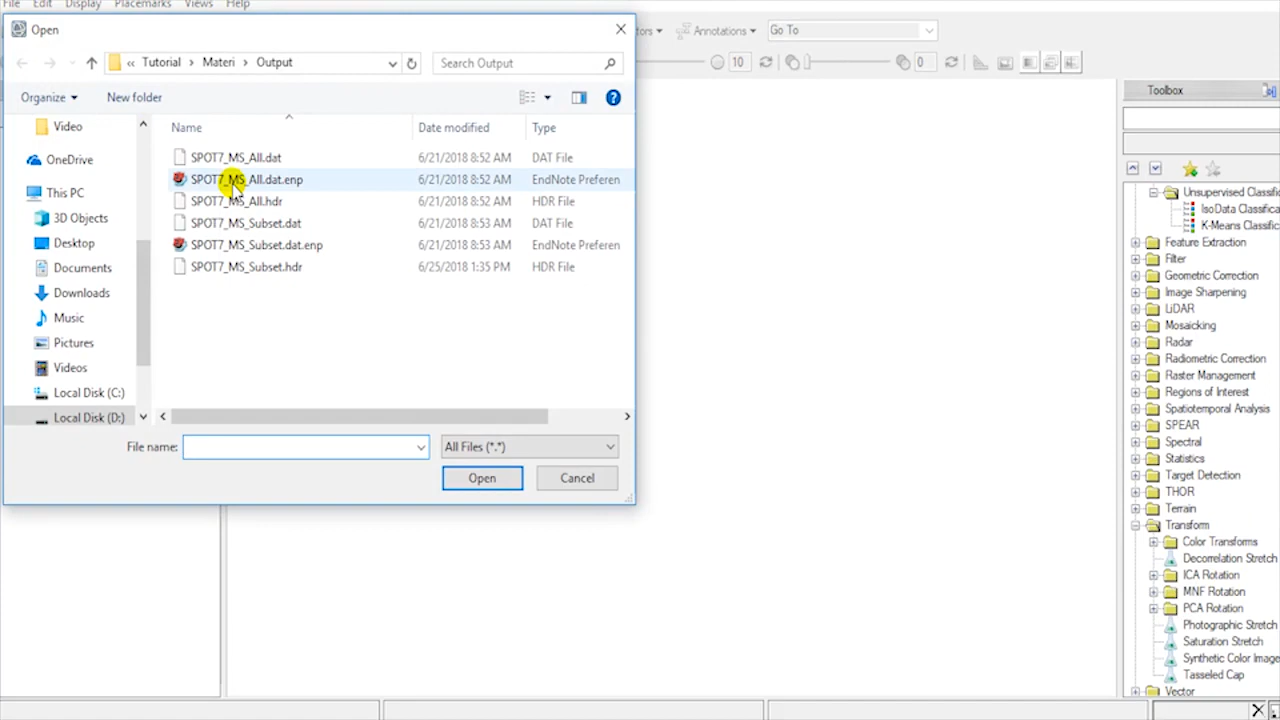 File Edit Display Placemarks Views Help
Open
Annotations Go To
« Tutorial > Materi > Output
Search Output
10
0
Organize New folder
Toolbox
Name Date modified Type
Video
OneDrive
This PC
3D Objects
Desktop
Documents
Downloads
Music
Pictures
Videos
Local Disk (C:)
Local Disk (D:)
SPOT7_MS_All.dat 6/21/2018 8:52 AM DAT File
SPOT7_MS_All.dat.enp 6/21/2018 8:52 AM EndNote Preferen
SPOT7_MS_All.hdr 6/21/2018 8:52 AM HDR File
SPOT7_MS_Subset.dat 6/21/2018 8:53 AM DAT File
SPOT7_MS_Subset.dat.enp 6/21/2018 8:53 AM EndNote Preferen
SPOT7_MS_Subset.hdr 6/25/2018 1:35 PM HDR File
File name: All Files (*.*)
Open Cancel
Unsupervised Classifi
IsoData Classifica
K-Means Classific
Feature Extraction
Filter
Geometric Correction
Image Sharpening
LiDAR
Mosaicking
Radar
Radiometric Correction
Raster Management
Regions of Interest
Spatiotemporal Analysis
SPEAR
Spectral
Statistics
Target Detection
THOR
Terrain
Transform
Color Transforms
Decorrelation Stretch
ICA Rotation
MNF Rotation
PCA Rotation
Photographic Stretch
Saturation Stretch
Synthetic Color Image
Tasseled Cap
Vector